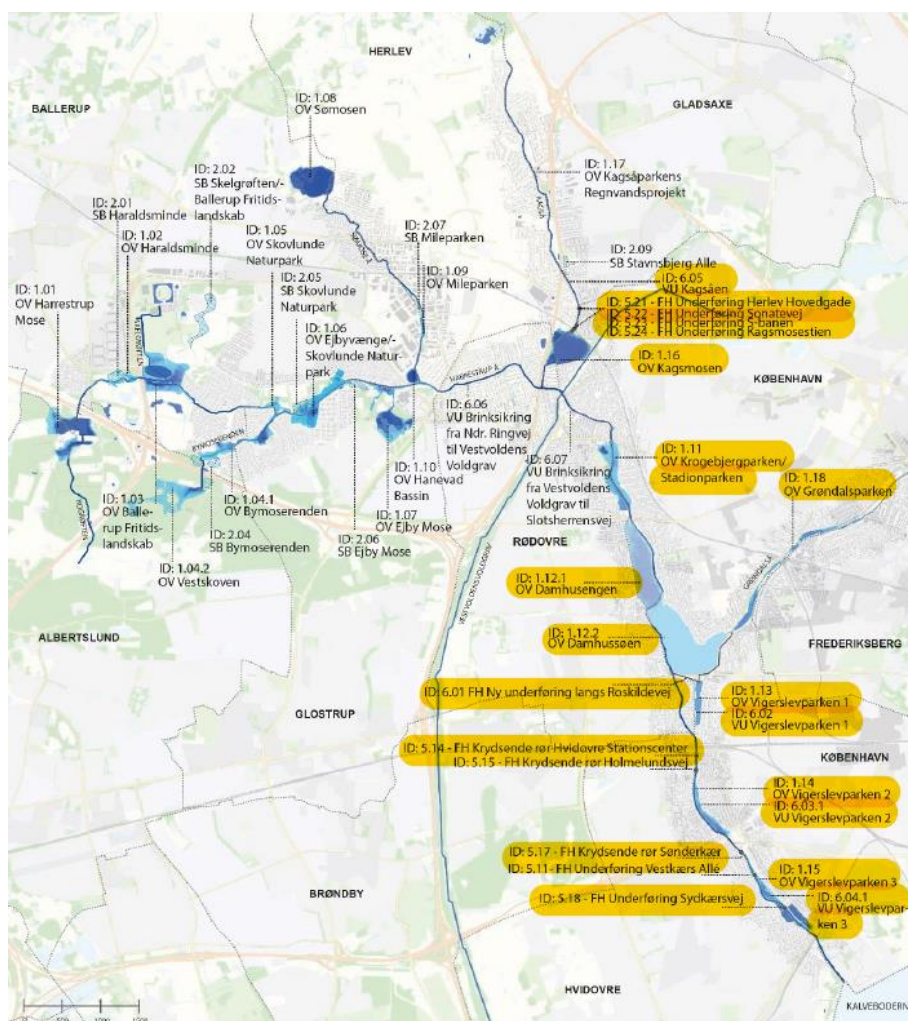 HERLEV
BALLERUP
GLADSAXE
ID: 1.08
OV Sømosen
ID: 2.02
SB Skelgrøften/-
Ballerup Fritids-
landskab
ID: 2.01
SB Haraldsminde
ID: 1.02
OV Haraldsminde
ID: 1.05
OV Skovlunde
Naturpark
ID: 2.07
SB Mileparken
ID: 1.17
OV Kagsåparkens
Regnvandsprojekt
ID: 2.05
SB Skovlunde
Naturpark
ID: 1.09
OV Mileparken
ID: 2.09
SB Stavnsbjerg Alle
ID: 6.05
VU Kagsåen
ID: 1.01
OV Harrestrup
Mose
ID: 1.06
OV Ejbyvænge/-
Skovlunde Natur-
park
ID: 5.21 - FH Underføring Herlev Hovedgade
ID: 5.22 - FH Underføring Sonatevej
ID: 5.23 - FH Underføring S-banen
ID: 5.24 - FH Underføring Kagsmosestien
ID: 1.16
OV Kagsmosen
KØBENHAVN
HARRESTRUP Å
SØMOSE Å
KAGSÅ
BYMOSERENDEN
ID: 6.06
VU Brinksikring
fra Ndr. Ringvej
til Vestvoldens
Voldgrav
ID: 6.07
VU Brinksikring
fra Vestvoldens
Voldgrav til
Slotsherrensvej
ID: 1.11
OV Krogebjergparken/
Stadionparken
ID: 1.18
OV Grøndalsparken
ID: 1.03
OV Balle-
rup Fritids-
landskab
ID: 1.04.1
OV Bymoserenden
ID: 2.04
SB Bymoserenden
ID: 1.04.2
OV Vestskoven
ID: 1.10
OV Hanevad
Bassin
ID: 1.07
OV Ejby Mose
ID: 2.06
SB Ejby Mose
RØDOVRE
VESTVOLDENS VOLDGRAV
GRØNDALS Å
ID: 1.12.1
OV Damhusengen
ID: 1.12.2
OV Damhussøen
ALBERTSLUND
FREDERIKSBERG
ID: 6.01 FH Ny underføring langs Roskildevej
ID: 1.13
OV Vigerslevparken 1
ID: 6.02
VU Vigerslevparken 1
GLOSTRUP
ID: 5.14 - FH Krydsende rør Hvidovre Stationscenter
ID: 5.15 - FH Krydsende rør Holmelundsvej
KØBENHAVN
ID: 1.14
OV Vigerslevparken 2
ID: 6.03.1
VU Vigerslevparken 2
ID: 5.17 - FH Krydsende rør Sønderkær
ID: 5.11- FH Underføring Vestkærs Allé
ID: 1.15
OV Vigerslevparken 3
BRØNDBY
ID: 5.18 - FH Underføring Sydkærsvej
ID: 6.04.1
VU Vigerslevpar-
ken 3
HVIDOVRE
KALVEBODERNE